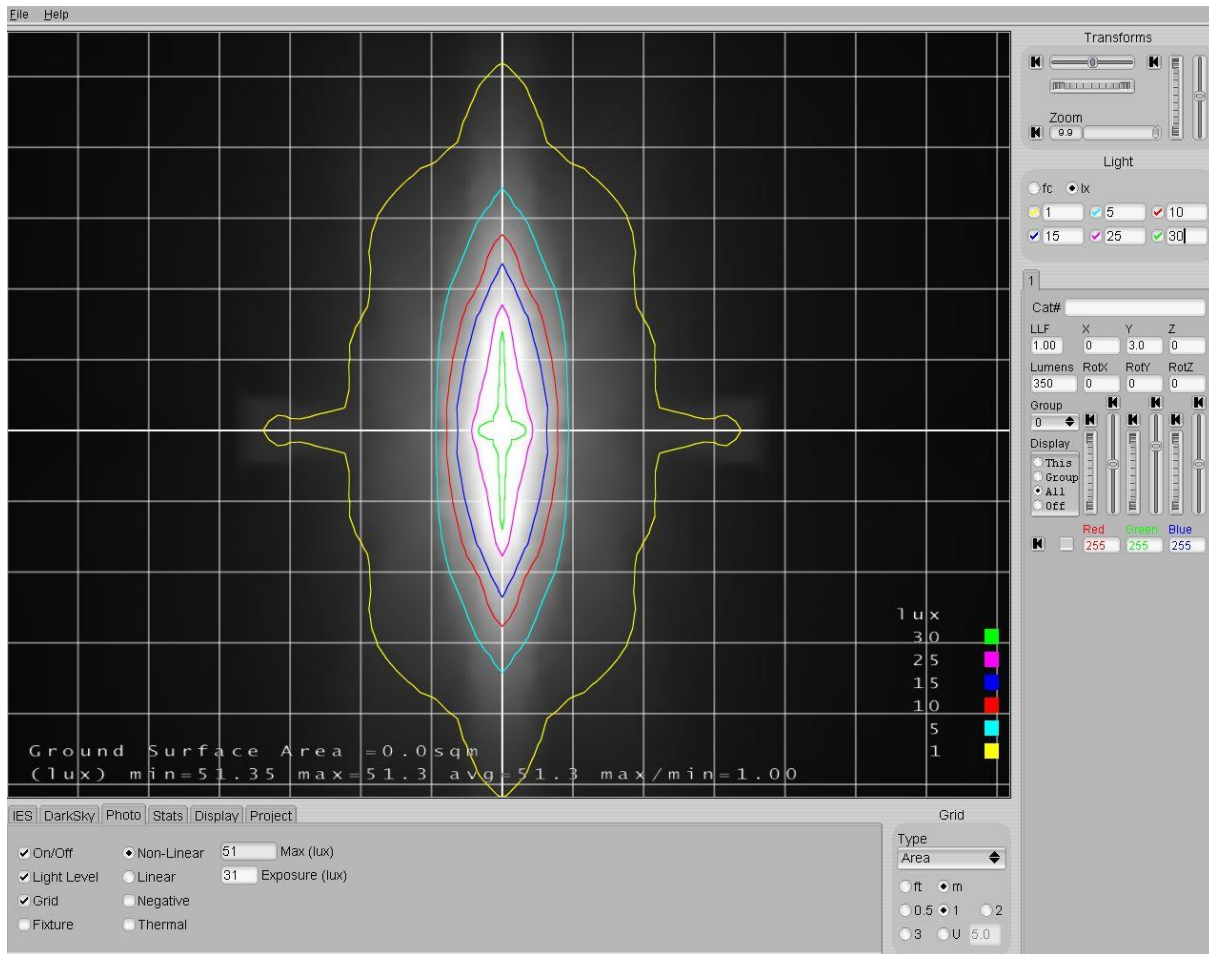 File Help
Transforms
0
Zoom
9.9
Light
fc lx
1 5 10
15 25 30
1
Cat#
LLF X Y Z
1.00 0 3.0 0
Lumens RotX RotY RotZ
350 0 0 0
Group
0
Display
This
Group
All
Off
Red Green Blue
255 255 255
lux
30
25
15
10
5
1
Ground Surface Area =0.0sqm
(lux) min=51.35 max=51.3 avg=51.3 max/min=1.00
IES DarkSky Photo Stats Display Project
On/Off Non-Linear 51 Max (lux)
Light Level Linear 31 Exposure (lux)
Grid Negative
Fixture Thermal
Grid
Type
Area
ft m
0.5 1 2
3 U 5.0